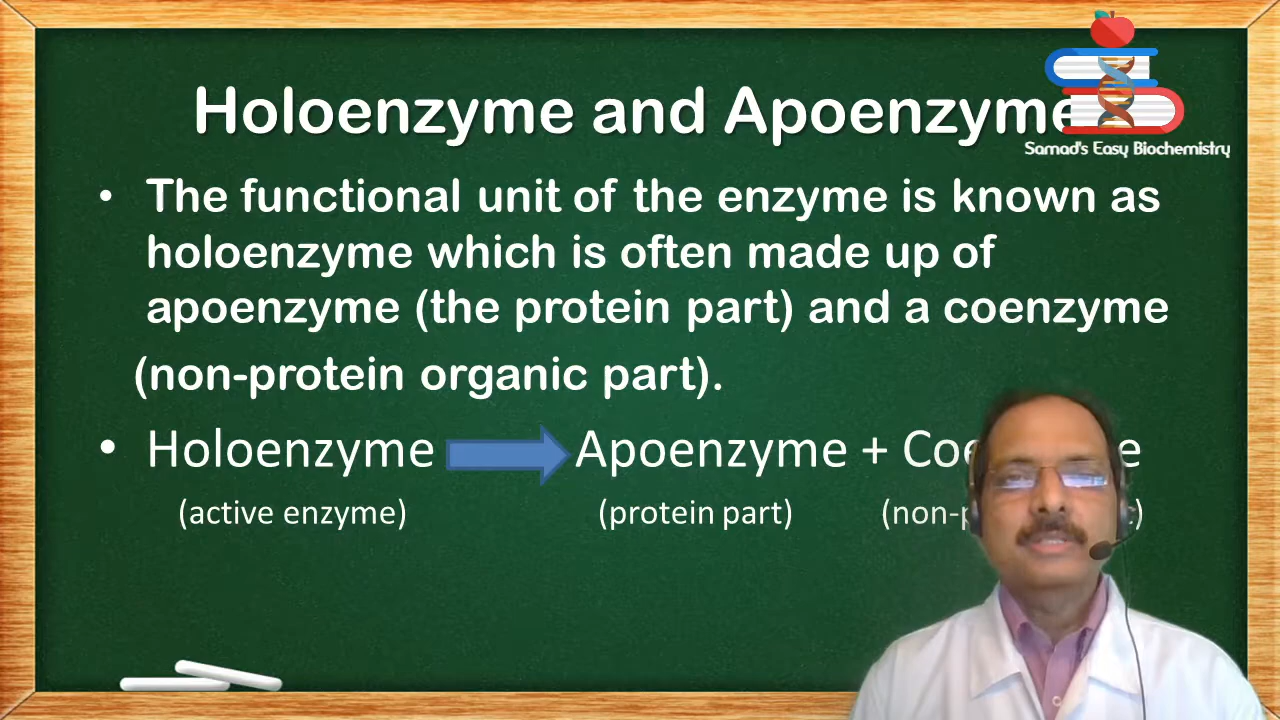 Holoenzyme and Apoenzyme
Samad's Easy Biochemistry
• The functional unit of the enzyme is known as
holoenzyme which is often made up of
apoenzyme (the protein part) and a coenzyme
(non-protein organic part).
• Holoenzyme Apoenzyme +
(active enzyme) (protein part)